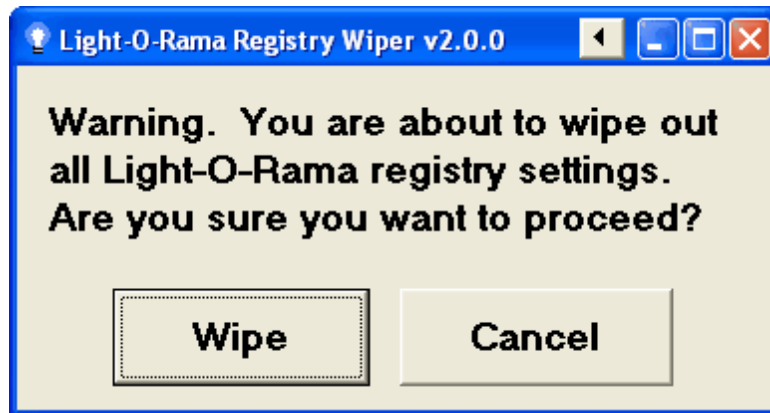 Light-O-Rama Registry Wiper v2.0.0
Warning.  You are about to wipe out
all Light-O-Rama registry settings.
Are you sure you want to proceed?
Wipe Cancel